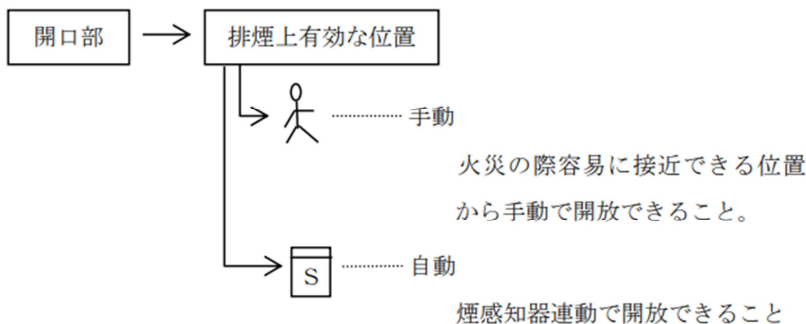 開口部
排煙上有効な位置
手動
火災の際容易に接近できる位置
から手動で開放できること。
S
自動
煙感知器連動で開放できること